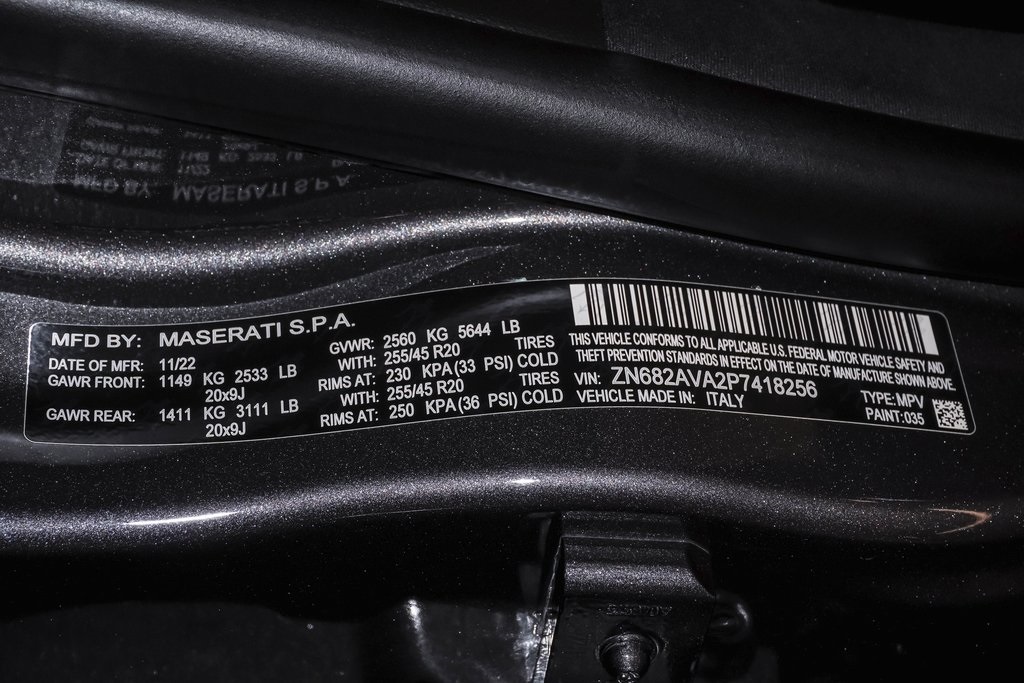 MFD BY: MASERATI S.P.A.
DATE OF MFR: 11/22
GAWR FRONT: 1149 KG 2533 LB
20x9J
GAWR REAR: 1411 KG 3111 LB
20x9J
GVWR: 2560 KG 5644 LB
WITH: 255/45 R20 TIRES
RIMS AT: 230 KPA(33 PSI) COLD
WITH: 255/45 R20 TIRES
RIMS AT: 250 KPA(36 PSI) COLD
THIS VEHICLE CONFORMS TO ALL APPLICABLE U.S. FEDERAL MOTOR VEHICLE SAFETY AND
THEFT PREVENTION STANDARDS IN EFFECT ON THE DATE OF MANUFACTURE SHOWN ABOVE.
VIN: ZN682AVA2P7418256
VEHICLE MADE IN: ITALY
TYPE: MPV
PAINT: 035